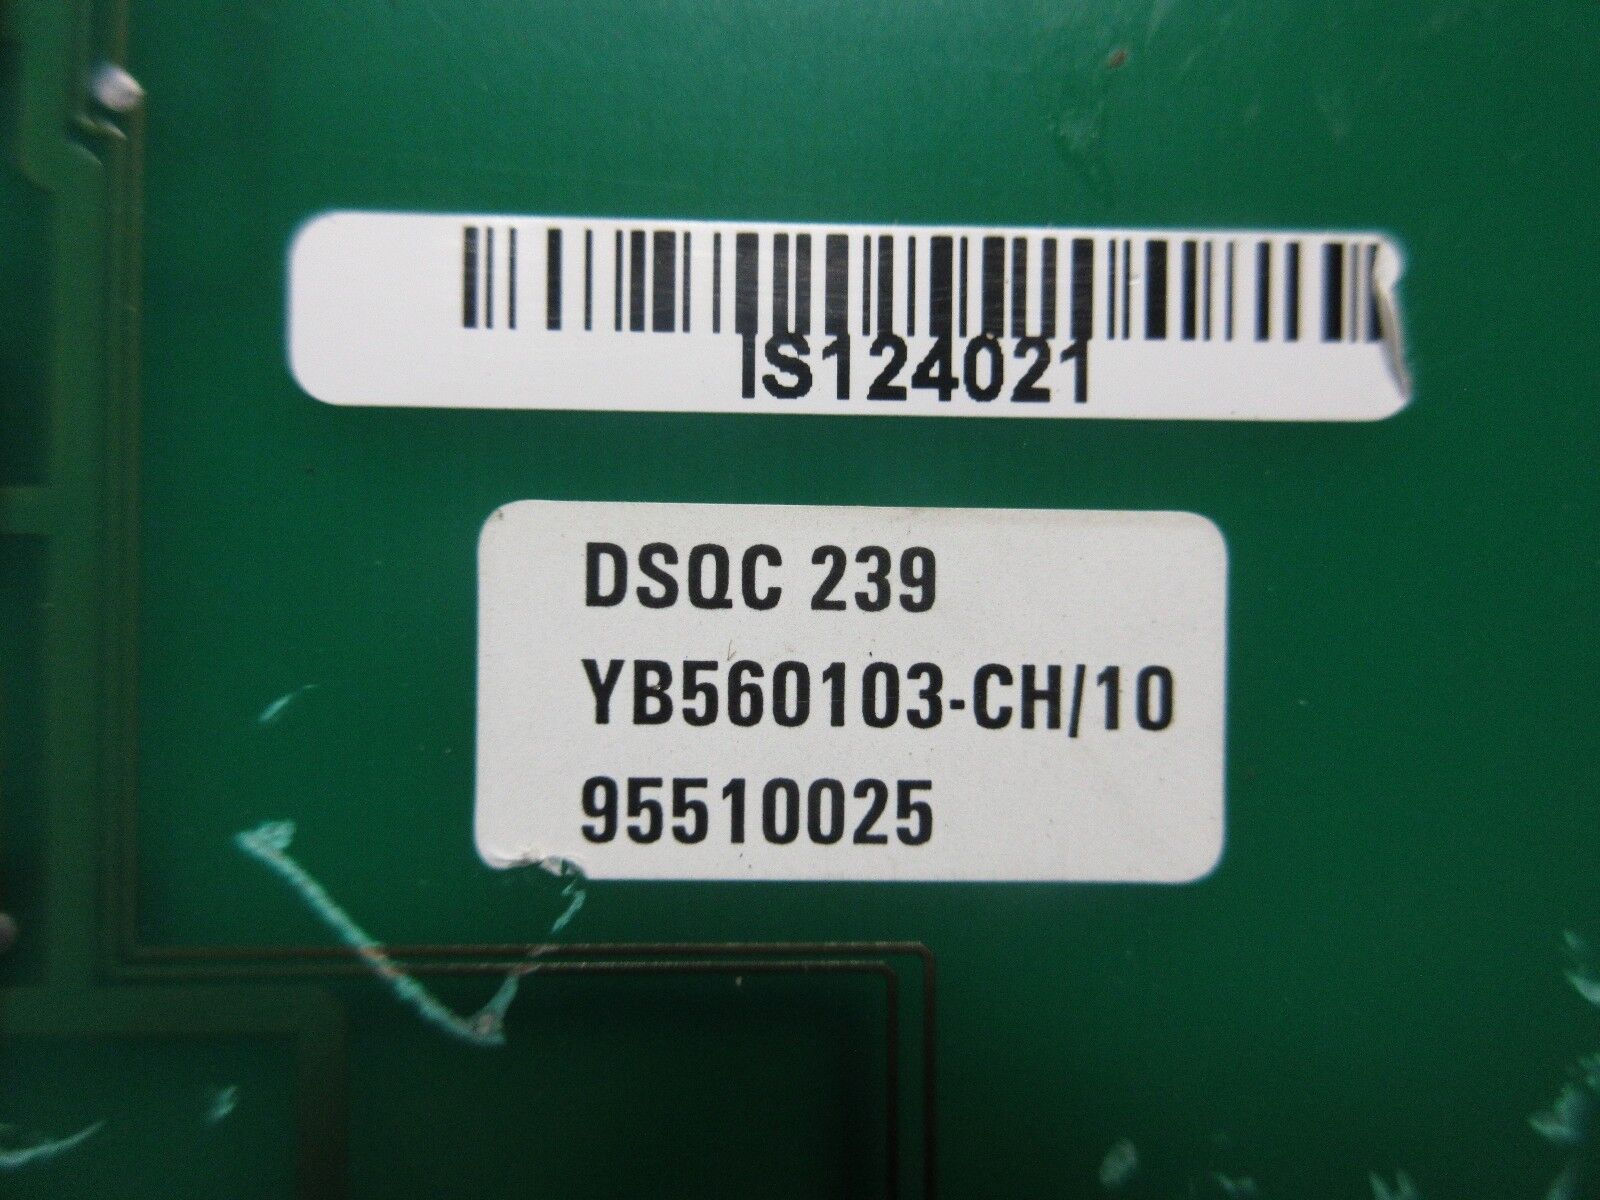 IS124021
DSQC 239
YB560103-CH/10
95510025